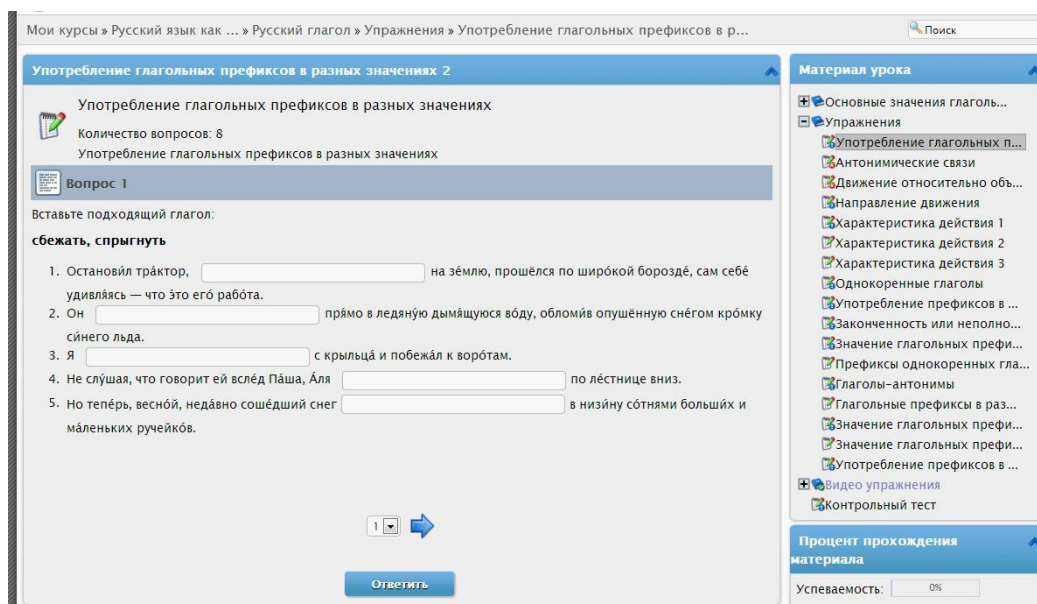 Мои курсы » Русский язык как ... » Русский глагол » Упражнения » Употребление глагольных префиксов в р...
Поиск
Употребление глагольных префиксов в разных значениях 2
Употребление глагольных префиксов в разных значениях
Количество вопросов: 8
Употребление глагольных префиксов в разных значениях
Вопрос 1
Вставьте подходящий глагол:
сбежать, спрыгнуть
1. Останови́л тра́ктор, на зе́млю, прошёлся по широ́кой борозде́, сам себе́
удивля́ясь — что э́то его́ рабо́та.
2. Он пря́мо в ледяну́ю дымя́щуюся во́ду, обломи́в опушённую сне́гом кро́мку
си́него льда.
3. Я с крыльца́ и побежа́л к воро́там.
4. Не слу́шая, что говори́т ей вслед Па́ша, А́ля по ле́стнице вниз.
5. Но тепе́рь, весно́й, неда́вно соше́дший снег в низи́ну со́тнями больши́х и
ма́леньких ручейко́в.
1
Ответить
Материал урока
Основные значения глаголь...
Упражнения
Употребление глагольных п...
Антонимические связи
Движение относительно объ...
Направление движения
Характеристика действия 1
Характеристика действия 2
Характеристика действия 3
Однокоренные глаголы
Употребление префиксов в ...
Законченность или неполно...
Значение глагольных префи...
Префиксы однокоренных гла...
Глаголы-антонимы
Глагольные префиксы в раз...
Значение глагольных префи...
Значение глагольных префи...
Употребление префиксов в ...
Видео упражнения
Контрольный тест
Процент прохождения
материала
Успеваемость: 0%